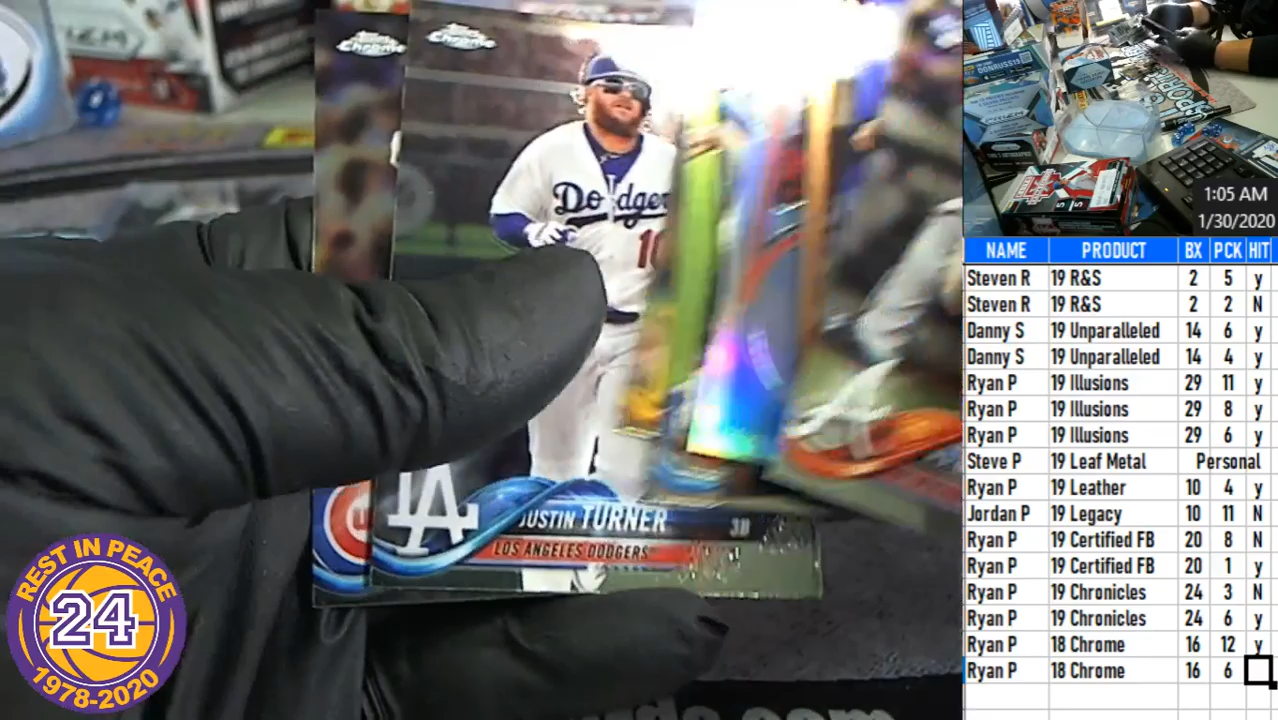 Chrome
Topps
Chrome
DONRUSS19
PRIZM
Dodgers
10
LA
JUSTIN TURNER 3B
LOS ANGELES DODGERS
REST IN PEACE
24
1978-2020
1:05 AM
1/30/2020
NAME PRODUCT BX PCK HIT
Steven R 19 R&S 2 5 y
Steven R 19 R&S 2 2 N
Danny S 19 Unparalleled 14 6 y
Danny S 19 Unparalleled 14 4 y
Ryan P 19 Illusions 29 11 y
Ryan P 19 Illusions 29 8 y
Ryan P 19 Illusions 29 6 y
Steve P 19 Leaf Metal Personal
Ryan P 19 Leather 10 4 y
Jordan P 19 Legacy 10 11 N
Ryan P 19 Certified FB 20 8 N
Ryan P 19 Certified FB 20 1 y
Ryan P 19 Chronicles 24 3 N
Ryan P 19 Chronicles 24 6 y
Ryan P 18 Chrome 16 12 y
Ryan P 18 Chrome 16 6